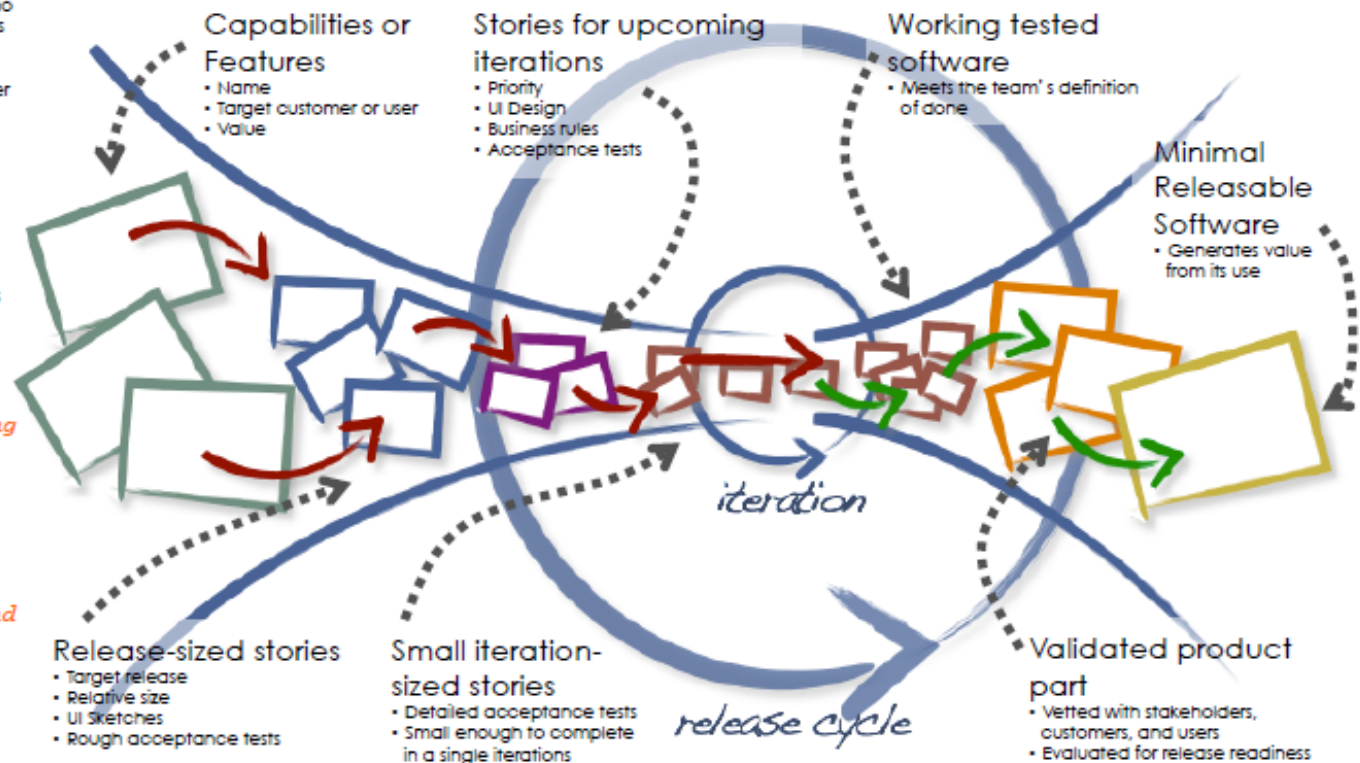 Capabilities or
Features
• Name
• Target customer or user
• Value
Stories for upcoming
iterations
• Priority
• UI Design
• Business rules
• Acceptance tests
Working tested
software
• Meets the team's definition
of done
Minimal
Releasable
Software
• Generates value
from its use
iteration
release cycle
Release-sized stories
• Target release
• Relative size
• UI Sketches
• Rough acceptance tests
Small iteration-
sized stories
• Detailed acceptance tests
• Small enough to complete
in a single iterations
Validated product
part
• Vetted with stakeholders,
customers, and users
• Evaluated for release readiness